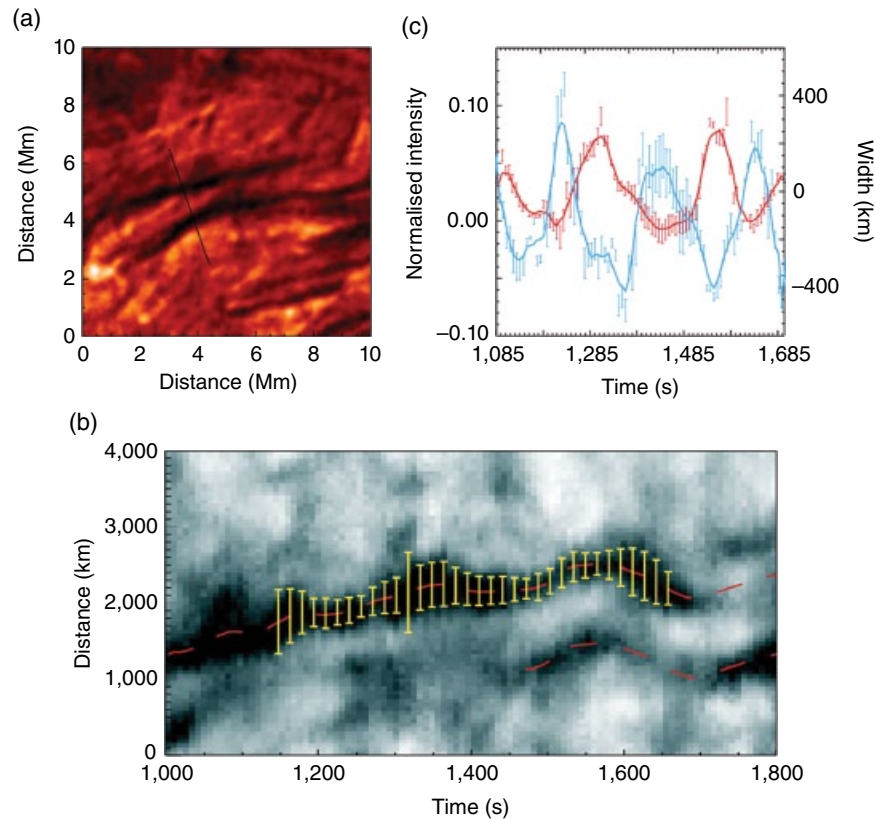 (a)
10
8
6
4
2
0
Distance (Mm)
0 2 4 6 8 10
Distance (Mm)
(c)
0.10
0.00
–0.10
Normalised intensity
400
0
–400
Width (km)
1,085 1,285 1,485 1,685
Time (s)
(b)
4,000
3,000
2,000
1,000
0
Distance (km)
1,000 1,200 1,400 1,600 1,800
Time (s)